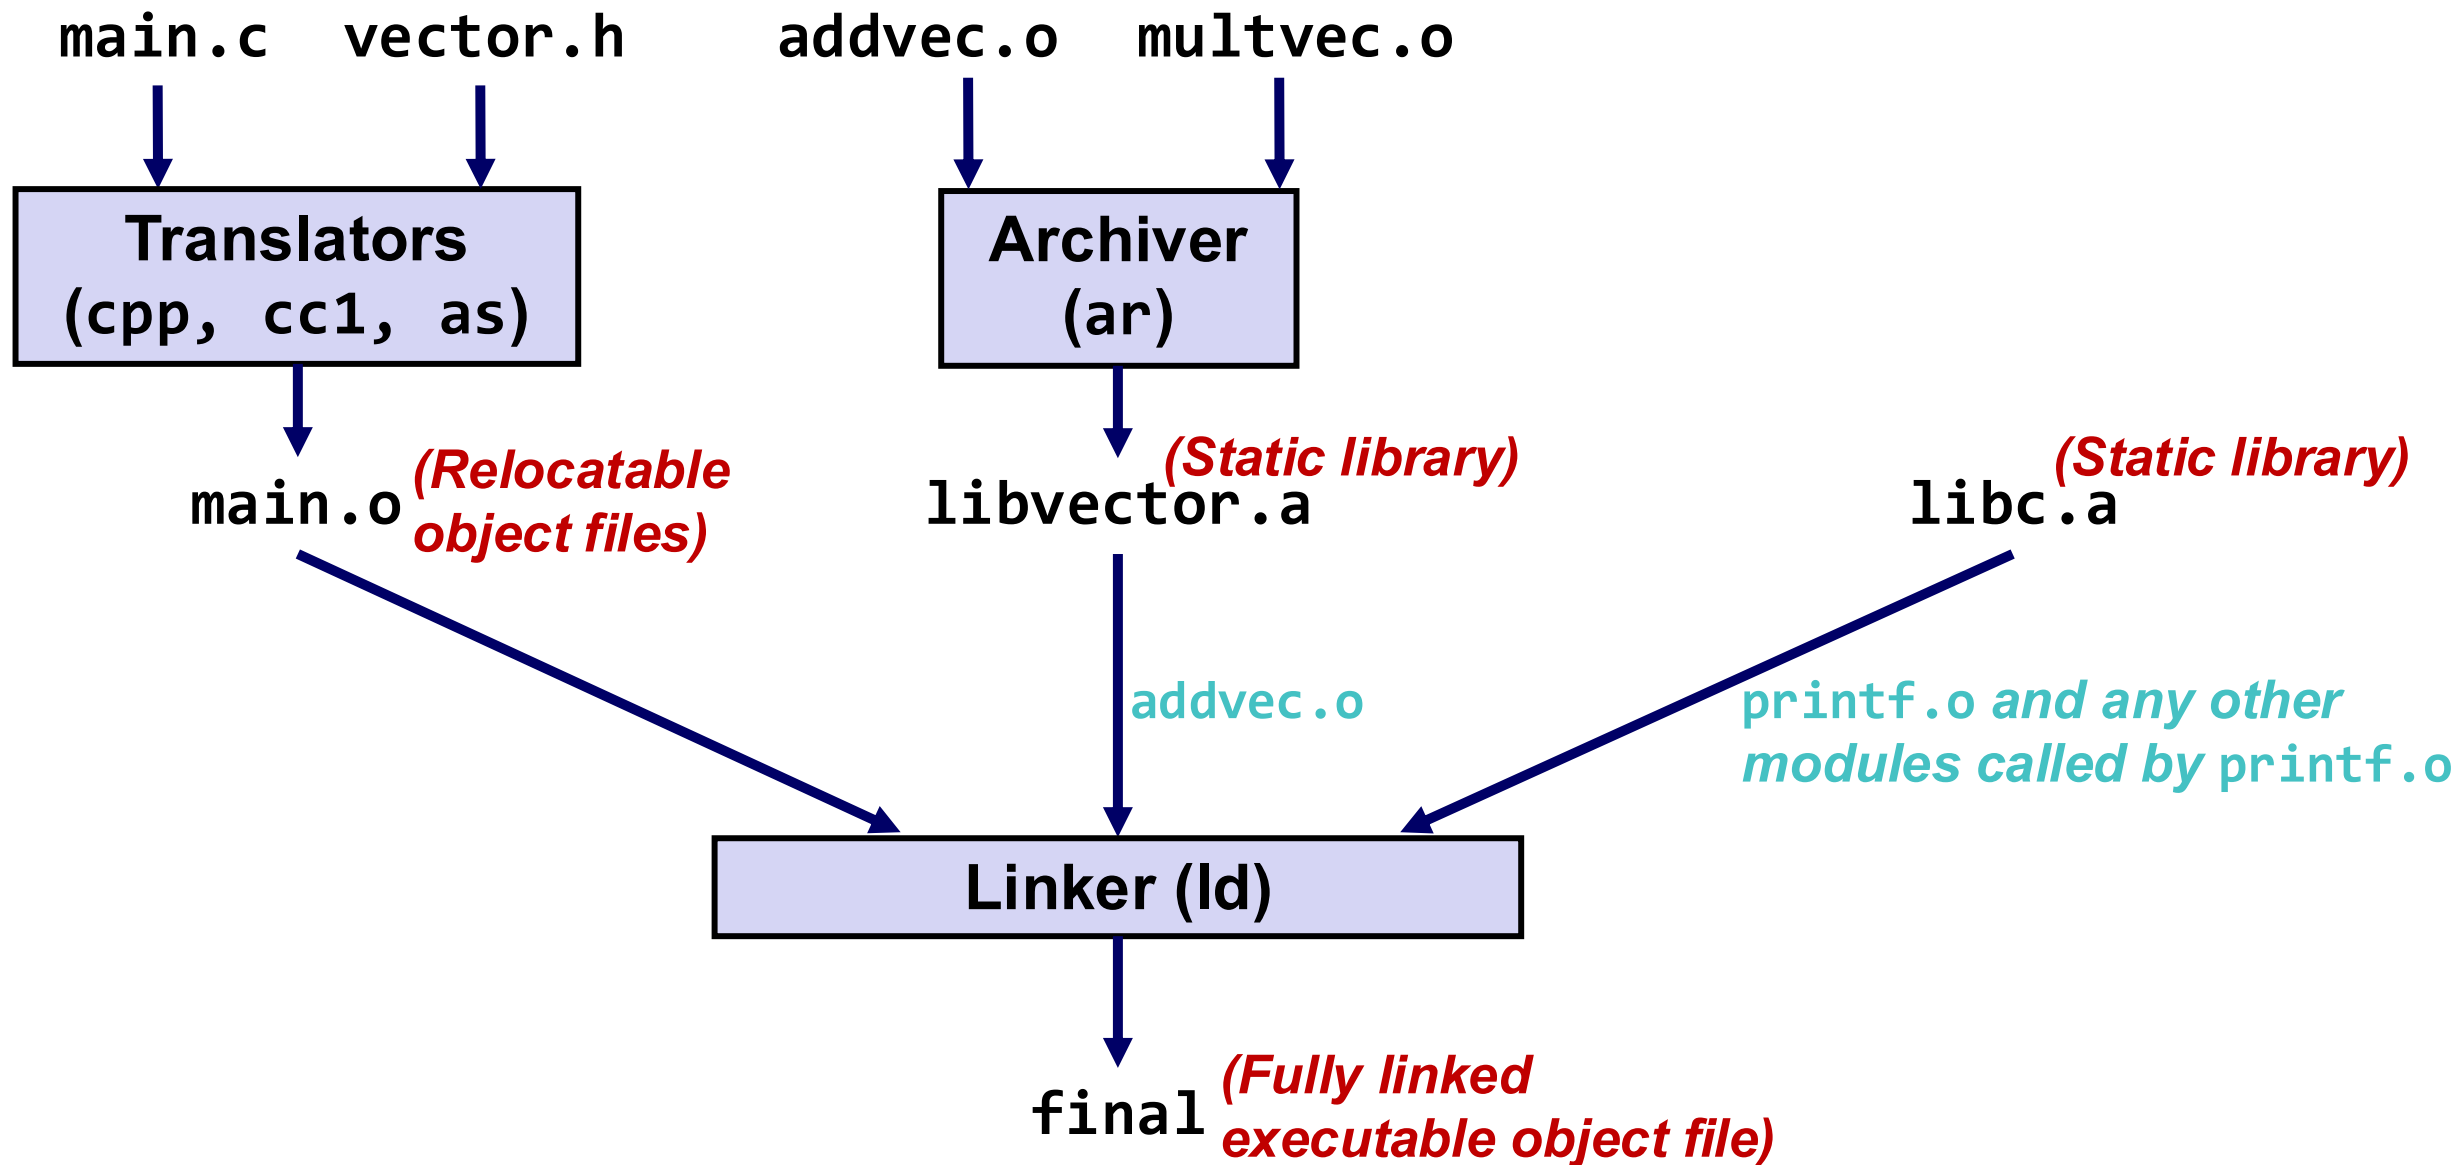 main.c vector.h addvec.o multvec.o
Translators
(cpp, cc1, as)
Archiver
(ar)
main.o
(Relocatable
object files)
(Static library)
libvector.a
(Static library)
libc.a
addvec.o
printf.o and any other
modules called by printf.o
Linker (ld)
final
(Fully linked
executable object file)